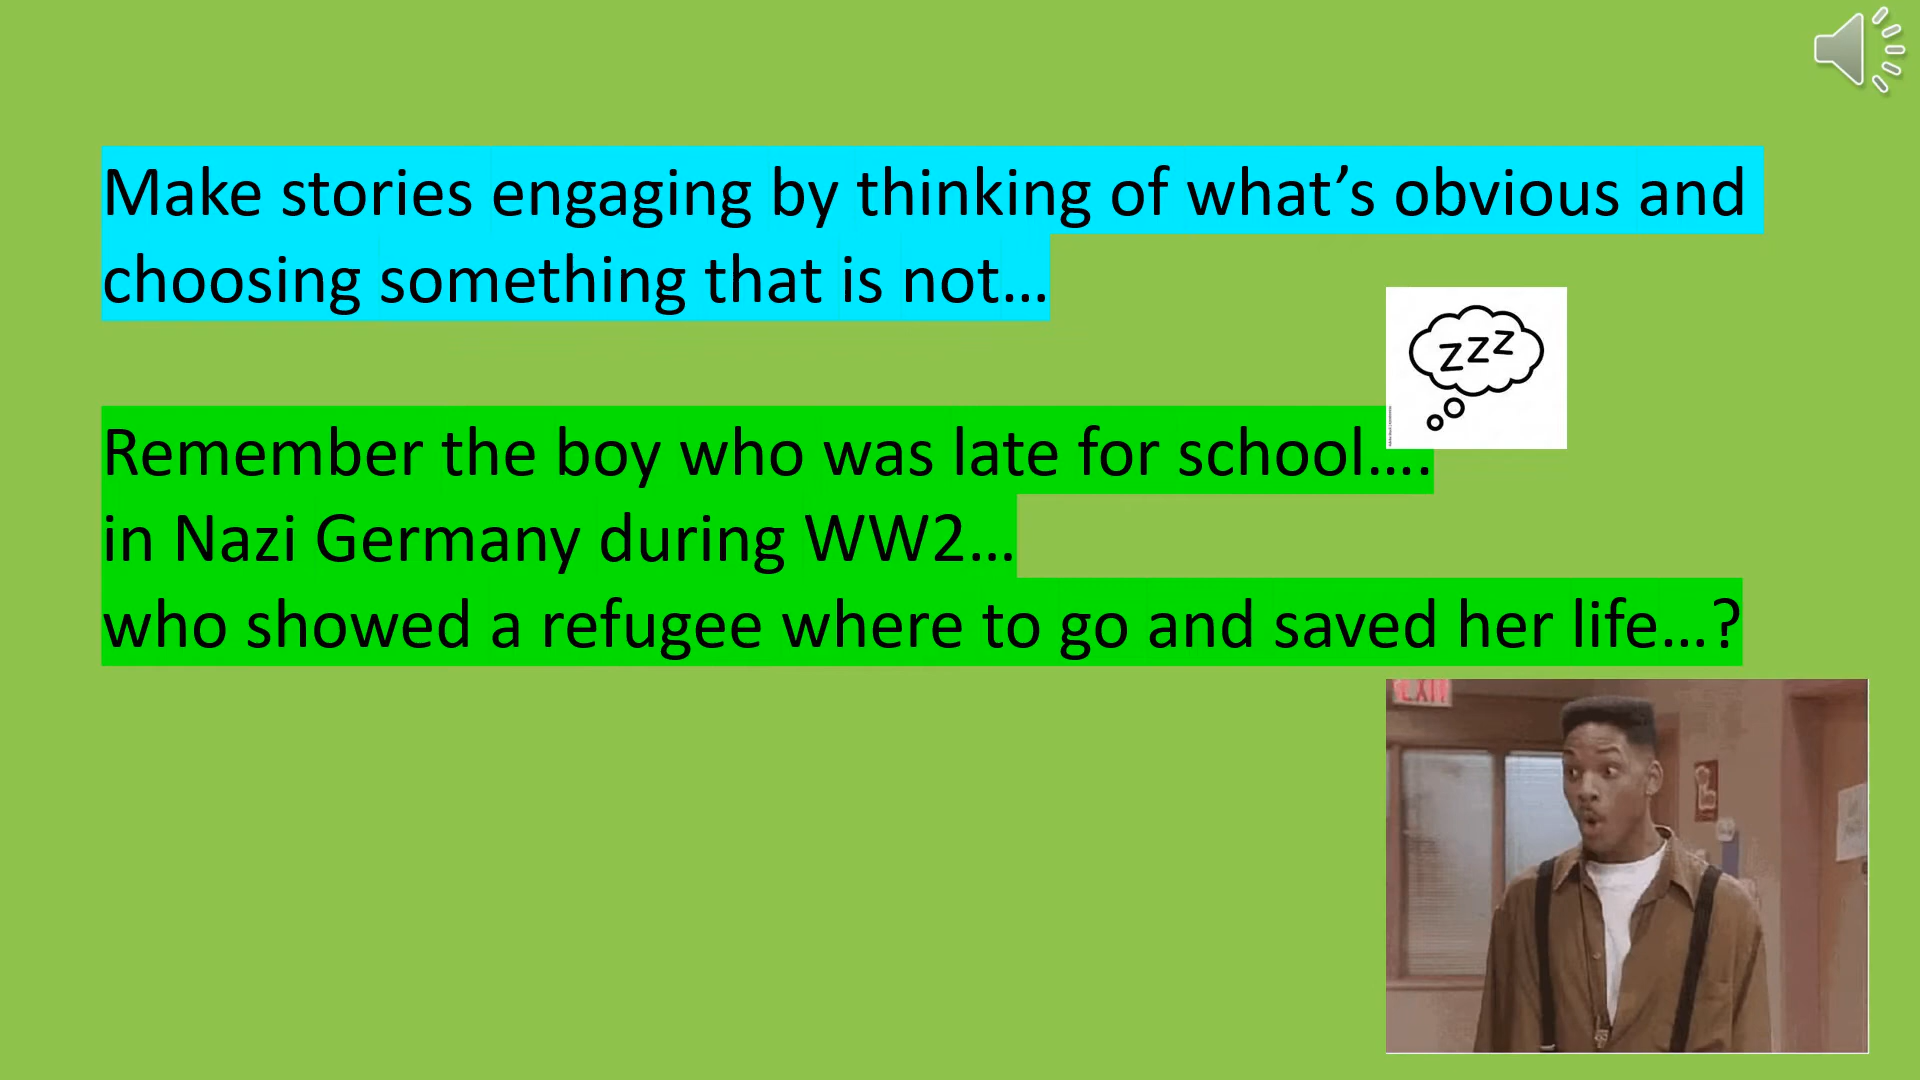 Make stories engaging by thinking of what’s obvious and
choosing something that is not…
zzz
Remember the boy who was late for school….
in Nazi Germany during WW2…
who showed a refugee where to go and saved her life…?
EXIT